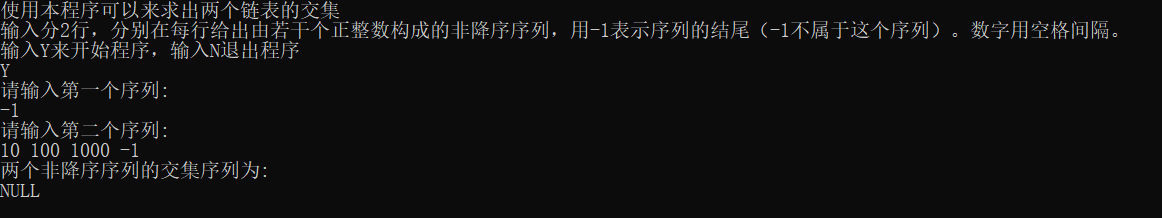 使用本程序可以来求出两个链表的交集
输入分2行，分别在每行给出由若干个正整数构成的非降序序列，用-1表示序列的结尾（-1不属于这个序列）。数字用空格间隔。
输入Y来开始程序，输入N退出程序
Y
请输入第一个序列:
-1
请输入第二个序列:
10 100 1000 -1
两个非降序序列的交集序列为:
NULL